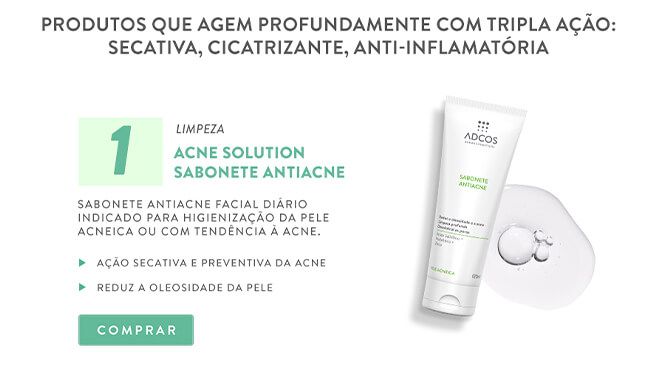 PRODUTOS QUE AGEM PROFUNDAMENTE COM TRIPLA AÇÃO:
SECATIVA, CICATRIZANTE, ANTI-INFLAMATÓRIA
1
LIMPEZA
ACNE SOLUTION
SABONETE ANTIACNE
SABONETE ANTIACNE FACIAL DIÁRIO
INDICADO PARA HIGIENIZAÇÃO DA PELE
ACNEICA OU COM TENDÊNCIA À ACNE.
AÇÃO SECATIVA E PREVENTIVA DA ACNE
REDUZ A OLEOSIDADE DA PELE
COMPRAR
ADCOS
SABONETE
ANTIACNE